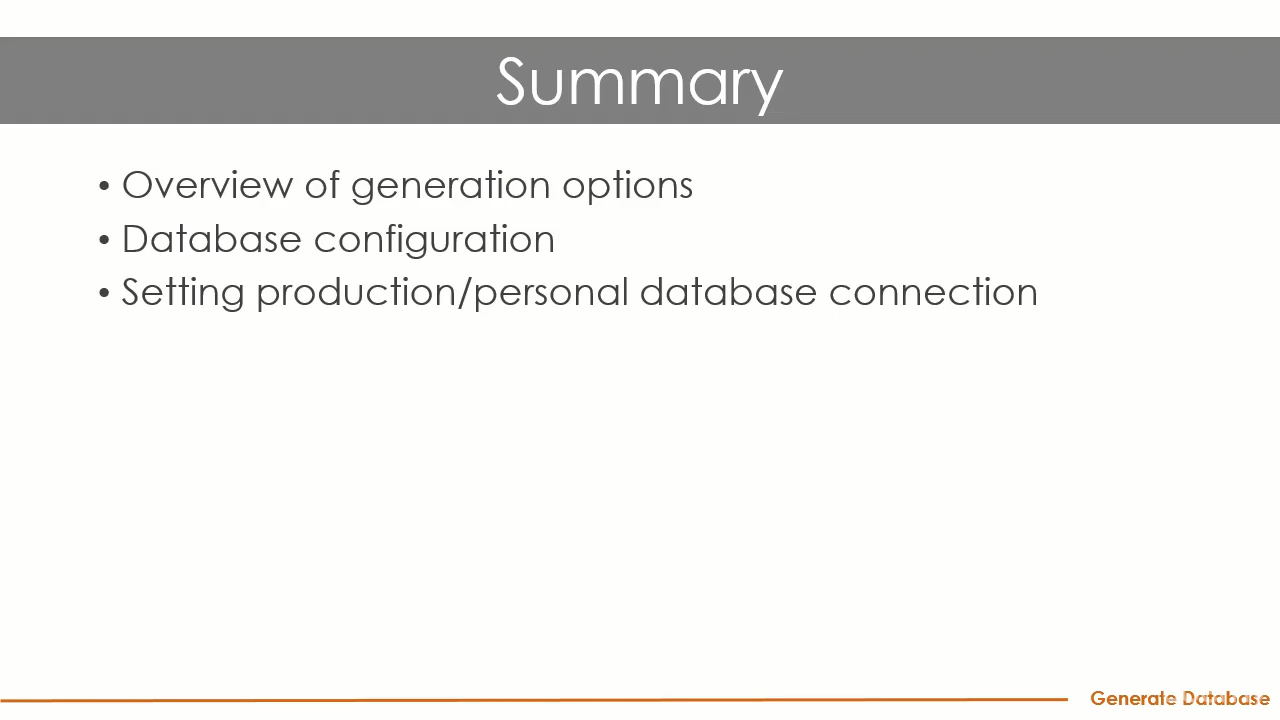 Summary
• Overview of generation options
• Database configuration
• Setting production/personal database connection
Generate Database